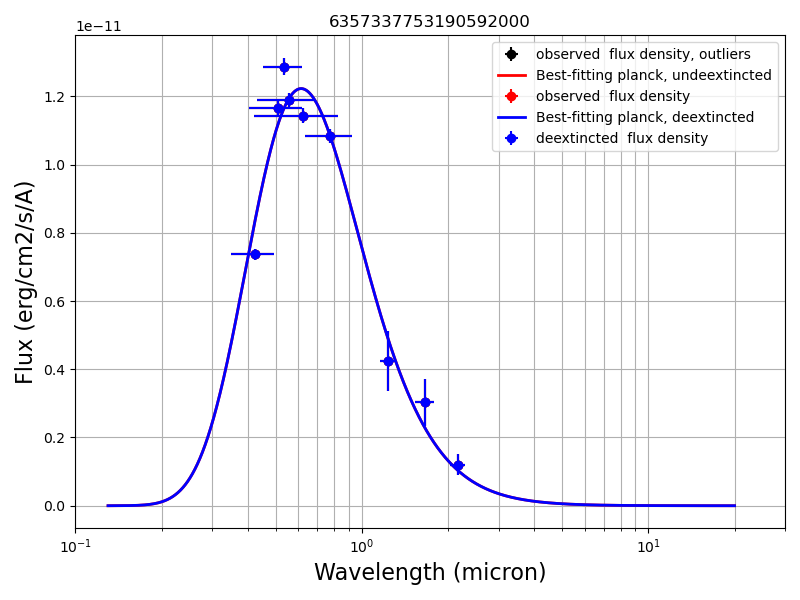 6357337753190592000
1e−11
observed  flux density, outliers
Best-fitting planck, undeextincted
observed  flux density
Best-fitting planck, deextincted
deextincted  flux density
1.2
1.0
0.8
0.6
0.4
0.2
0.0
Flux (erg/cm2/s/A)
10⁻¹ 10⁰ 10¹
Wavelength (micron)